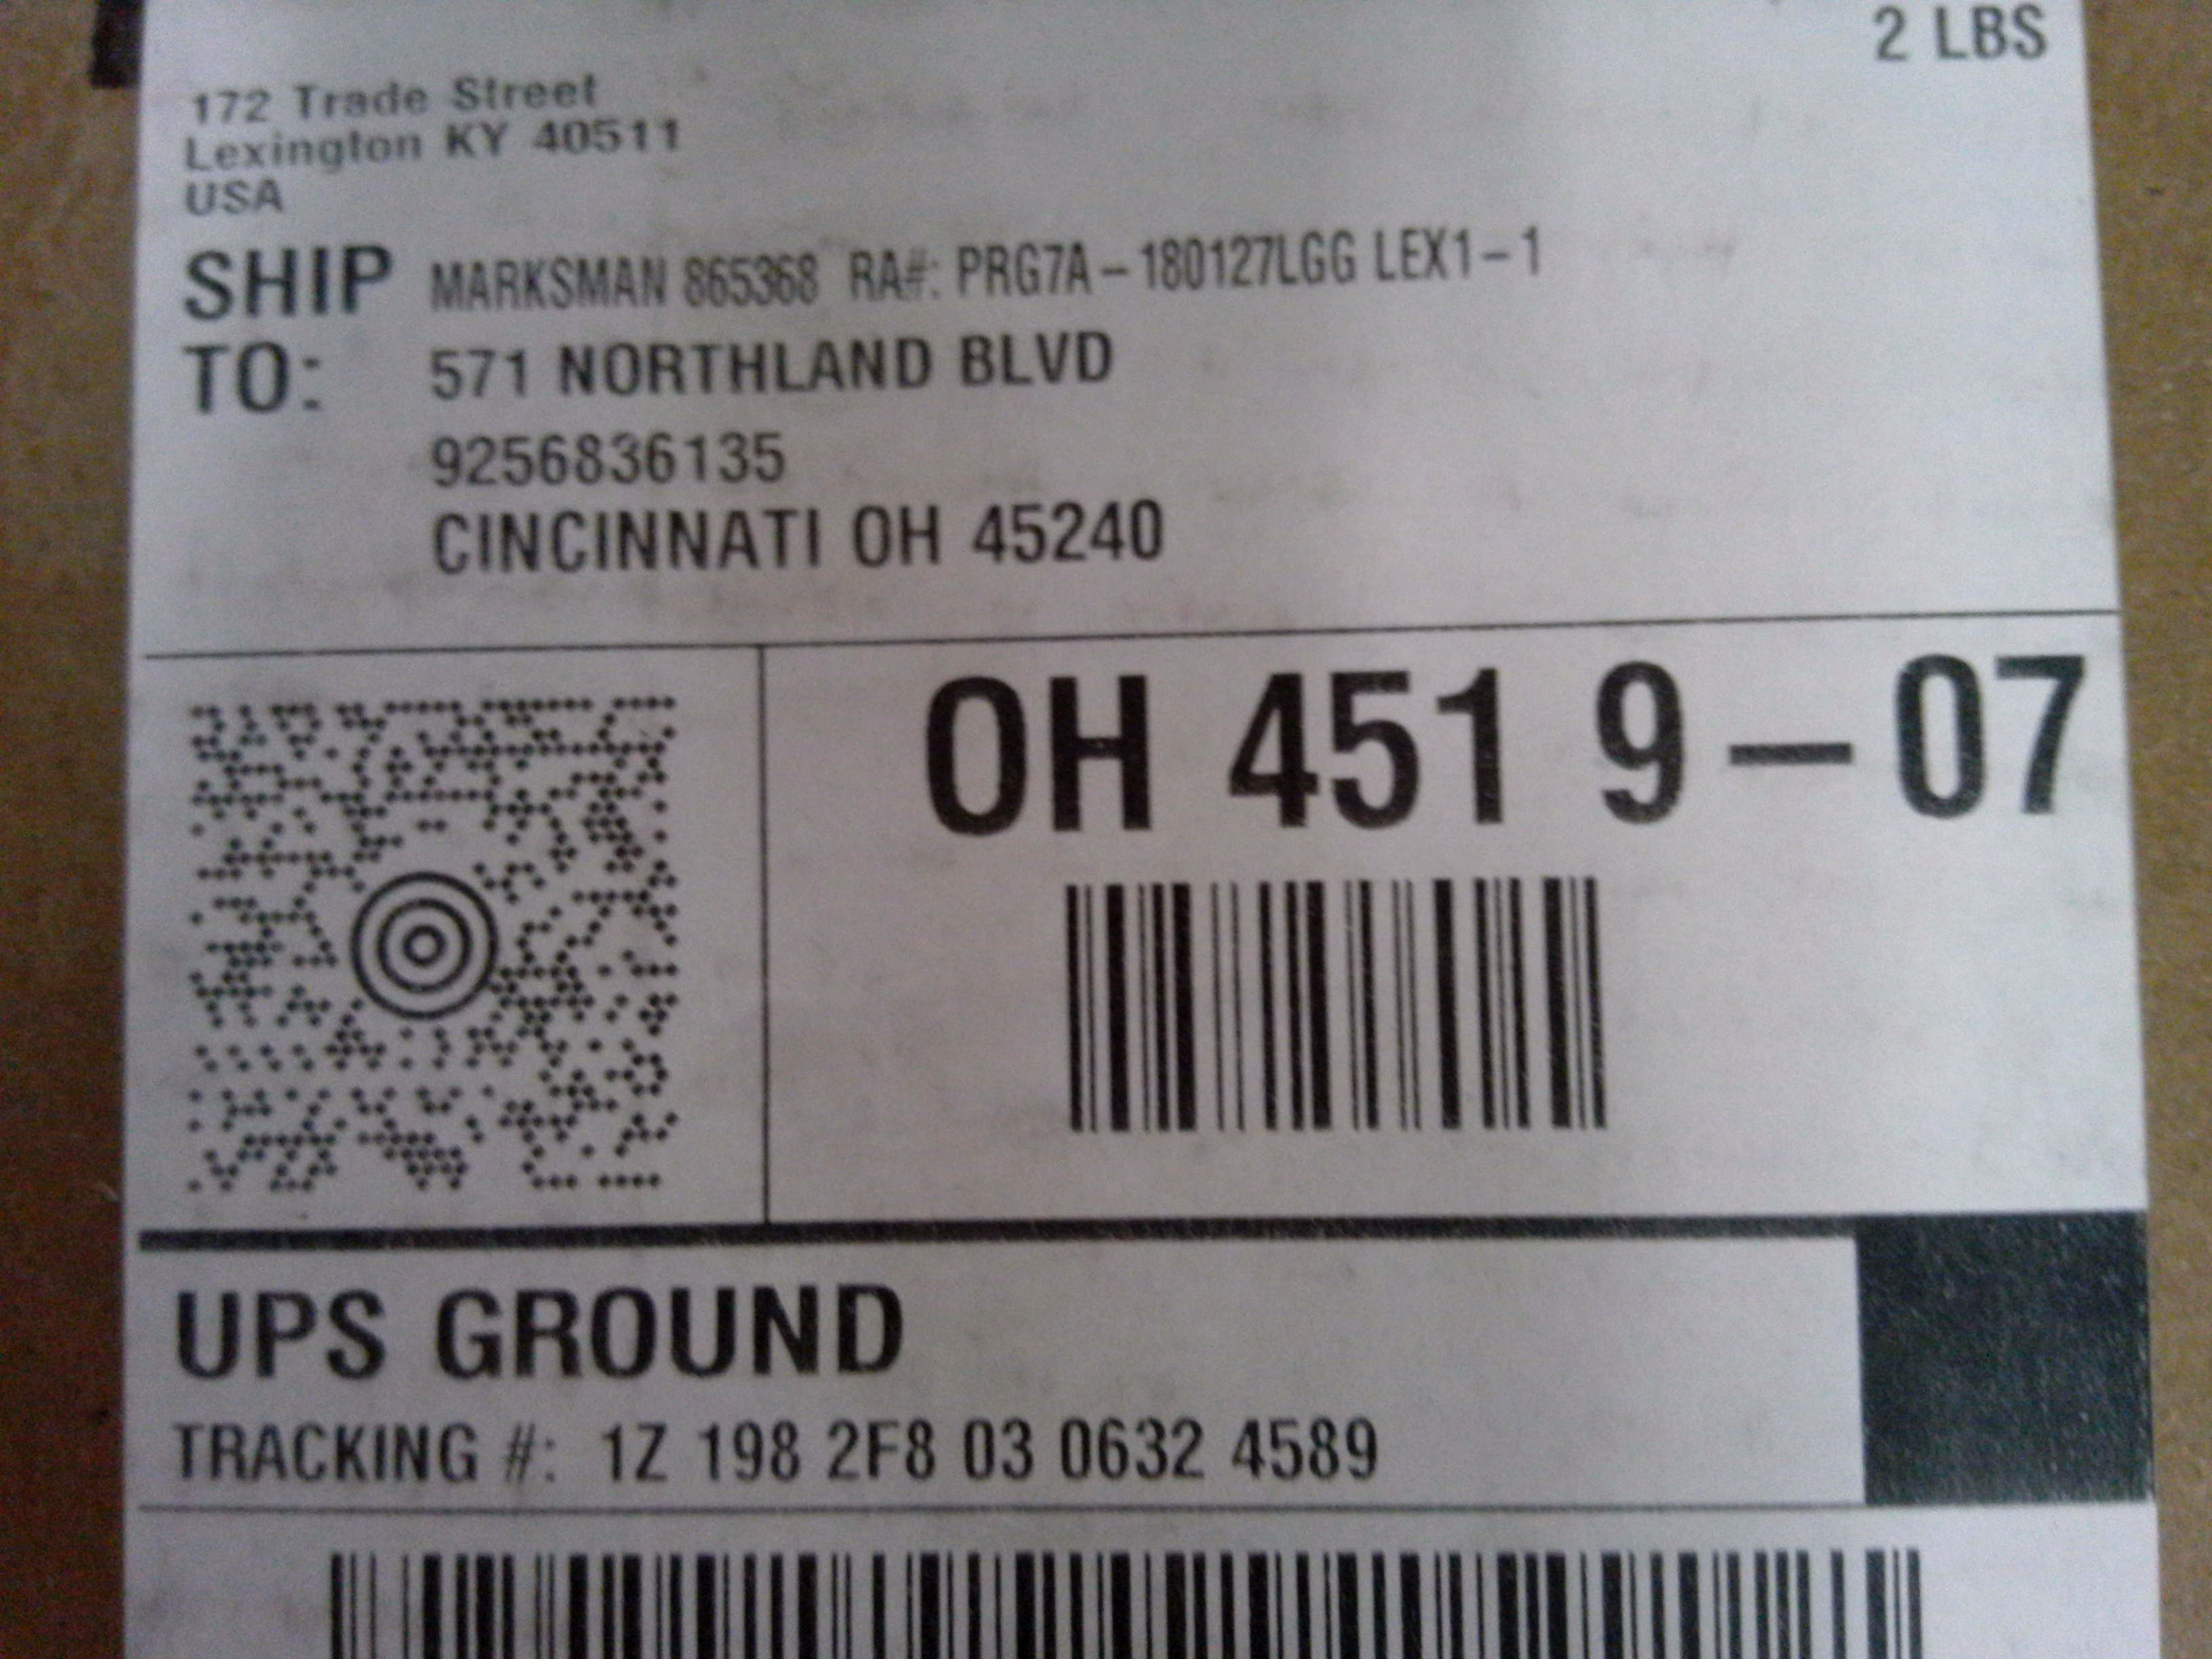 2 LBS
172 Trade Street
Lexington KY 40511
USA
SHIP TO: MARKSMAN 865368 RA#: PRG7A-180127LGG LEX1-1
571 NORTHLAND BLVD
9256836135
CINCINNATI OH 45240
OH 451 9-07
UPS GROUND
TRACKING #: 1Z 198 2F8 03 0632 4589